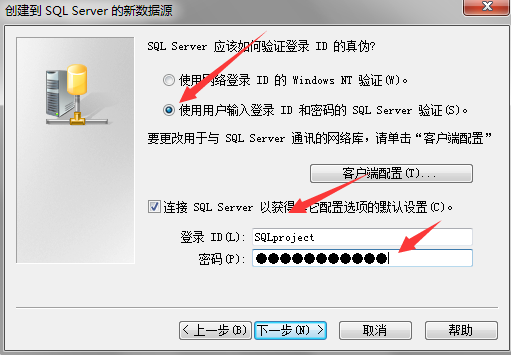 创建到 SQL Server 的新数据源
SQL Server 应该如何验证登录 ID 的真伪?
使用网络登录 ID 的 Windows NT 验证(W)。
使用用户输入登录 ID 和密码的 SQL Server 验证(S)。
要更改用于与 SQL Server 通讯的网络库，请单击“客户端配置”
客户端配置(T)...
连接 SQL Server 以获得其它配置选项的默认设置(C)。
登录 ID(L): SQLproject
密码(P): ●●●●●●●●●●●
< 上一步(B) 下一步(N) > 取消 帮助